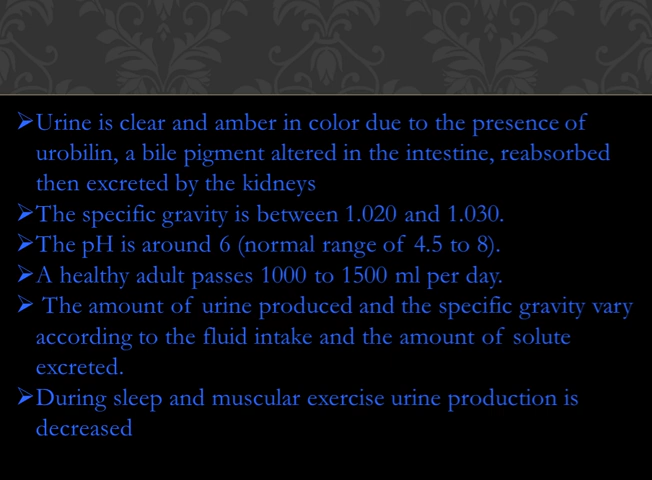 ➢Urine is clear and amber in color due to the presence of
urobilin, a bile pigment altered in the intestine, reabsorbed
then excreted by the kidneys
➢The specific gravity is between 1.020 and 1.030.
➢The pH is around 6 (normal range of 4.5 to 8).
➢A healthy adult passes 1000 to 1500 ml per day.
➢ The amount of urine produced and the specific gravity vary
according to the fluid intake and the amount of solute
excreted.
➢During sleep and muscular exercise urine production is
decreased